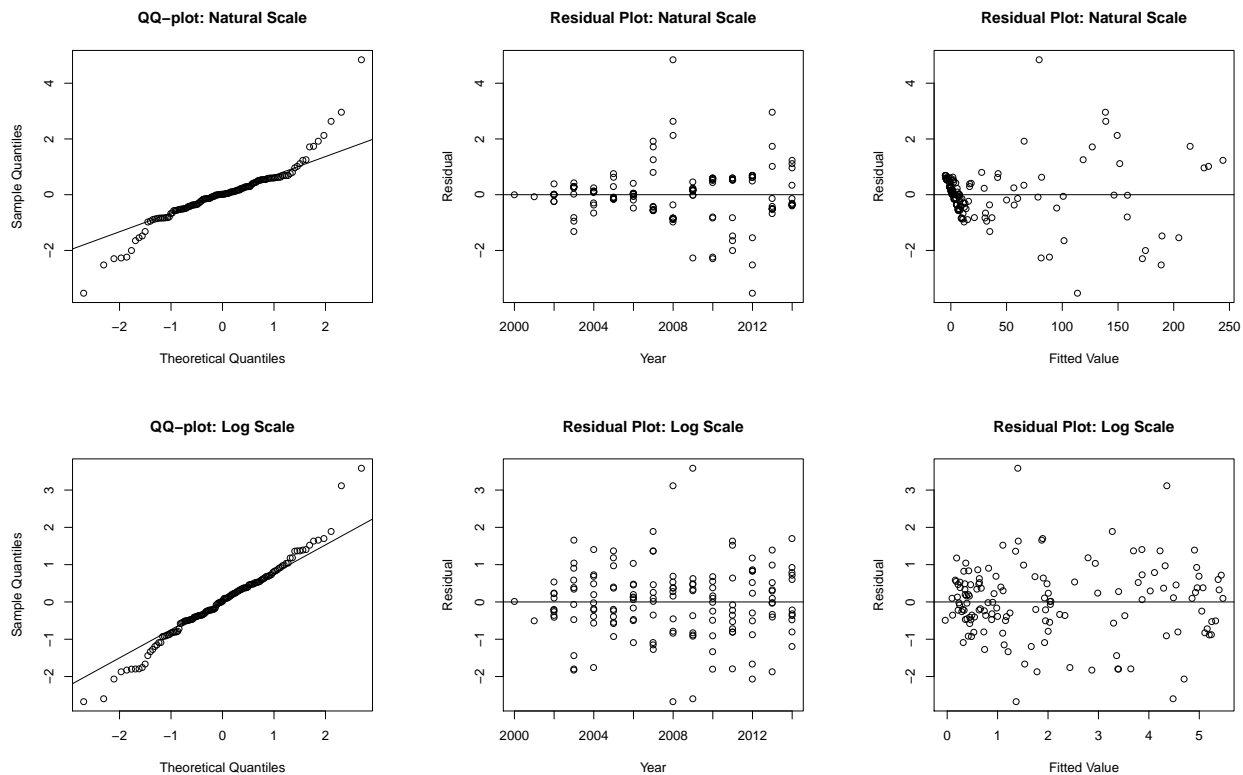 QQ−plot: Natural Scale
Sample Quantiles
4
2
0
−2
−2 −1 0 1 2
Theoretical Quantiles
Residual Plot: Natural Scale
Residual
4
2
0
−2
2000 2004 2008 2012
Year
Residual Plot: Natural Scale
Residual
4
2
0
−2
0 50 100 150 200 250
Fitted Value
QQ−plot: Log Scale
Sample Quantiles
3
2
1
0
−1
−2
−2 −1 0 1 2
Theoretical Quantiles
Residual Plot: Log Scale
Residual
3
2
1
0
−1
−2
2000 2004 2008 2012
Year
Residual Plot: Log Scale
Residual
3
2
1
0
−1
−2
0 1 2 3 4 5
Fitted Value